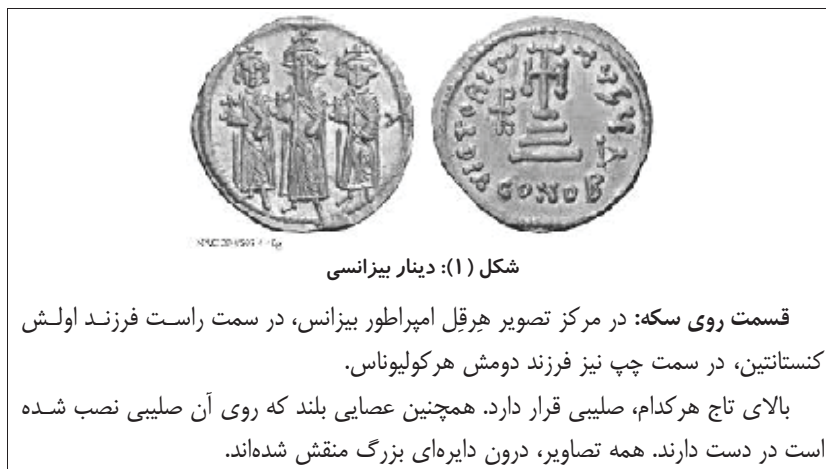 CONOB
شکل (۱): دینار بیزانسی
قسمت روی سکه: در مرکز تصویر هِرقِل امپراطور بیزانس، در سمت راست فرزند اولش
کنستانتین، در سمت چپ نیز فرزند دومش هرکولیوناس.
بالای تاج هرکدام، صلیبی قرار دارد. همچنین عصایی بلند که روی آن صلیبی نصب شده
است در دست دارند. همه تصاویر، درون دایره‌ای بزرگ منقش شده‌اند.